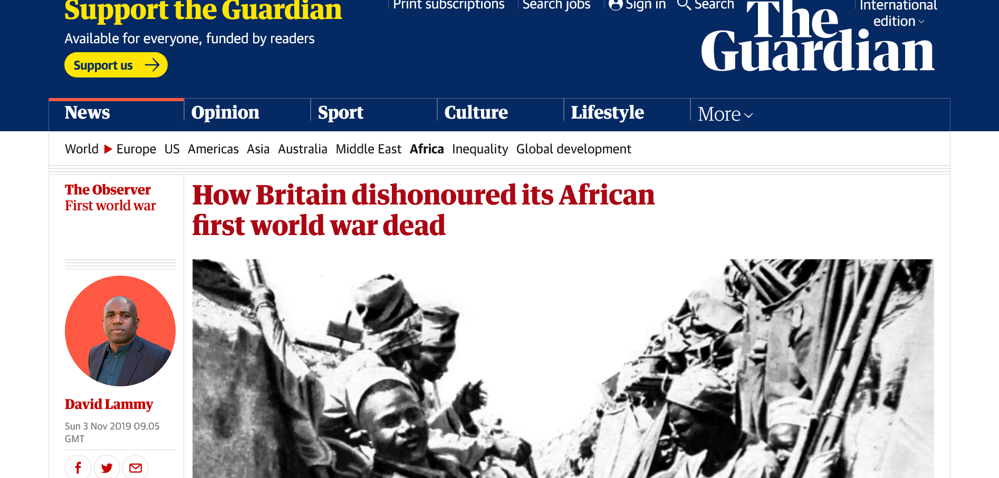 Support the Guardian
Available for everyone, funded by readers
Support us
Print subscriptions
Search jobs
Sign in
Search
International
edition
The
Guardian
News
Opinion
Sport
Culture
Lifestyle
More
World Europe US Americas Asia Australia Middle East Africa Inequality Global development
The Observer
First world war
How Britain dishonoured its African
first world war dead
David Lammy
Sun 3 Nov 2019 09.05
GMT